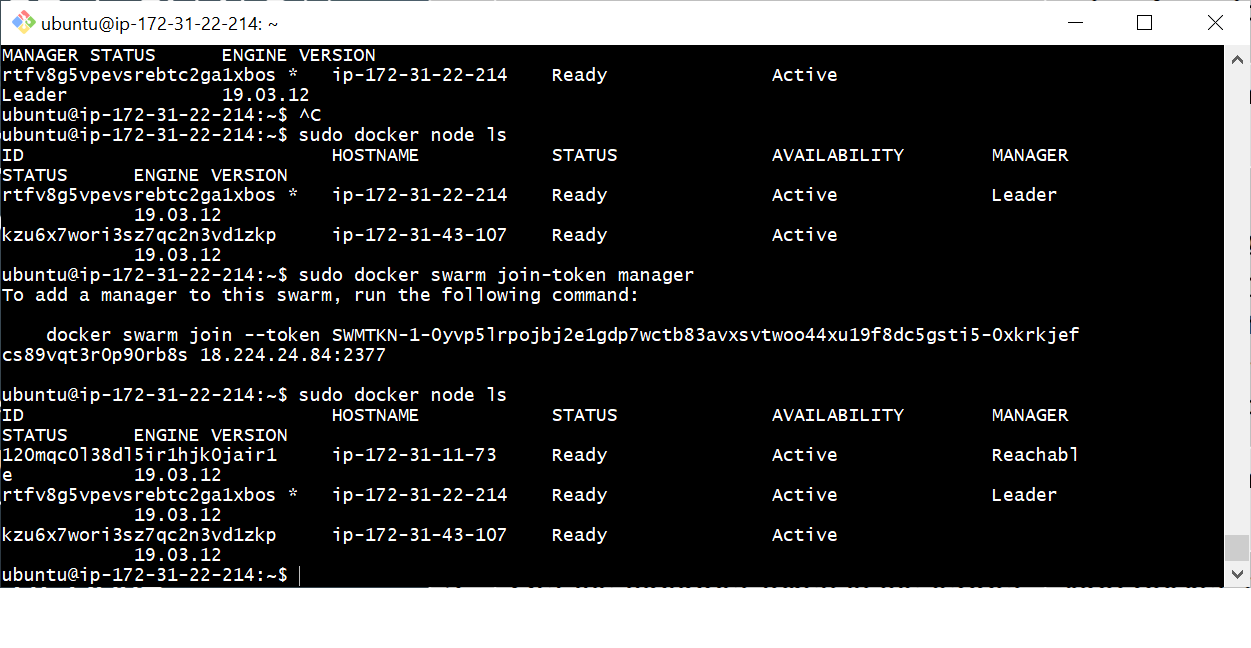 ubuntu@ip-172-31-22-214: ~
MANAGER STATUS      ENGINE VERSION
rtfv8g5vpevsrebtc2ga1xbos *   ip-172-31-22-214    Ready               Active
Leader              19.03.12
ubuntu@ip-172-31-22-214:~$ ^C
ubuntu@ip-172-31-22-214:~$ sudo docker node ls
ID                            HOSTNAME            STATUS              AVAILABILITY        MANAGER
STATUS      ENGINE VERSION
rtfv8g5vpevsrebtc2ga1xbos *   ip-172-31-22-214    Ready               Active              Leader
            19.03.12
kzu6x7wori3sz7qc2n3vd1zkp     ip-172-31-43-107    Ready               Active
            19.03.12
ubuntu@ip-172-31-22-214:~$ sudo docker swarm join-token manager
To add a manager to this swarm, run the following command:

    docker swarm join --token SWMTKN-1-0yvp5lrpojbj2e1gdp7wctb83avxsvtwoo44xu19f8dc5gsti5-0xkrkjef
cs89vqt3r0p90rb8s 18.224.24.84:2377

ubuntu@ip-172-31-22-214:~$ sudo docker node ls
ID                            HOSTNAME            STATUS              AVAILABILITY        MANAGER
STATUS      ENGINE VERSION
120mqc0l38dl5ir1hjk0jair1     ip-172-31-11-73     Ready               Active              Reachabl
e           19.03.12
rtfv8g5vpevsrebtc2ga1xbos *   ip-172-31-22-214    Ready               Active              Leader
            19.03.12
kzu6x7wori3sz7qc2n3vd1zkp     ip-172-31-43-107    Ready               Active
            19.03.12
ubuntu@ip-172-31-22-214:~$